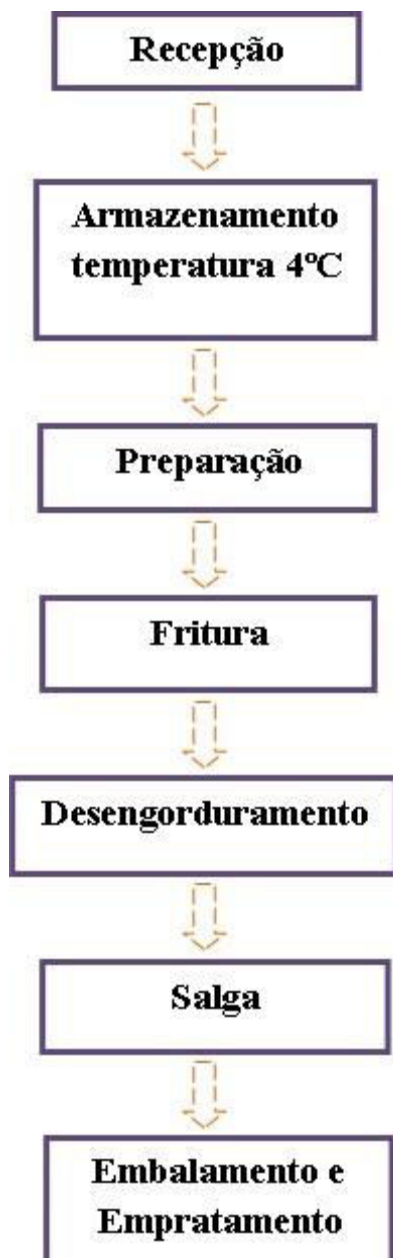 Recepção
Armazenamento
temperatura 4ºC
Preparação
Fritura
Desengorduramento
Salga
Embalamento e
Empratamento